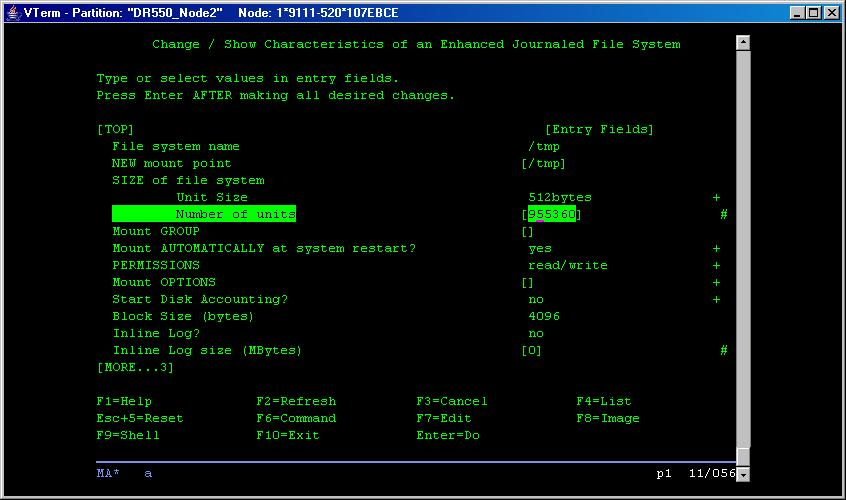 VTerm - Partition: "DR550_Node2" Node: 1*9111-520*107EBCE
Change / Show Characteristics of an Enhanced Journaled File System
Type or select values in entry fields.
Press Enter AFTER making all desired changes.
[TOP] [Entry Fields]
File system name /tmp
NEW mount point [/tmp]
SIZE of file system
Unit Size 512bytes +
Number of units [955360] #
Mount GROUP []
Mount AUTOMATICALLY at system restart? yes +
PERMISSIONS read/write +
Mount OPTIONS [] +
Start Disk Accounting? no +
Block Size (bytes) 4096
Inline Log? no
Inline Log size (MBytes) [0] #
[MORE...3]
F1=Help F2=Refresh F3=Cancel F4=List
Esc+5=Reset F6=Command F7=Edit F8=Image
F9=Shell F10=Exit Enter=Do
MA* a p1 11/056